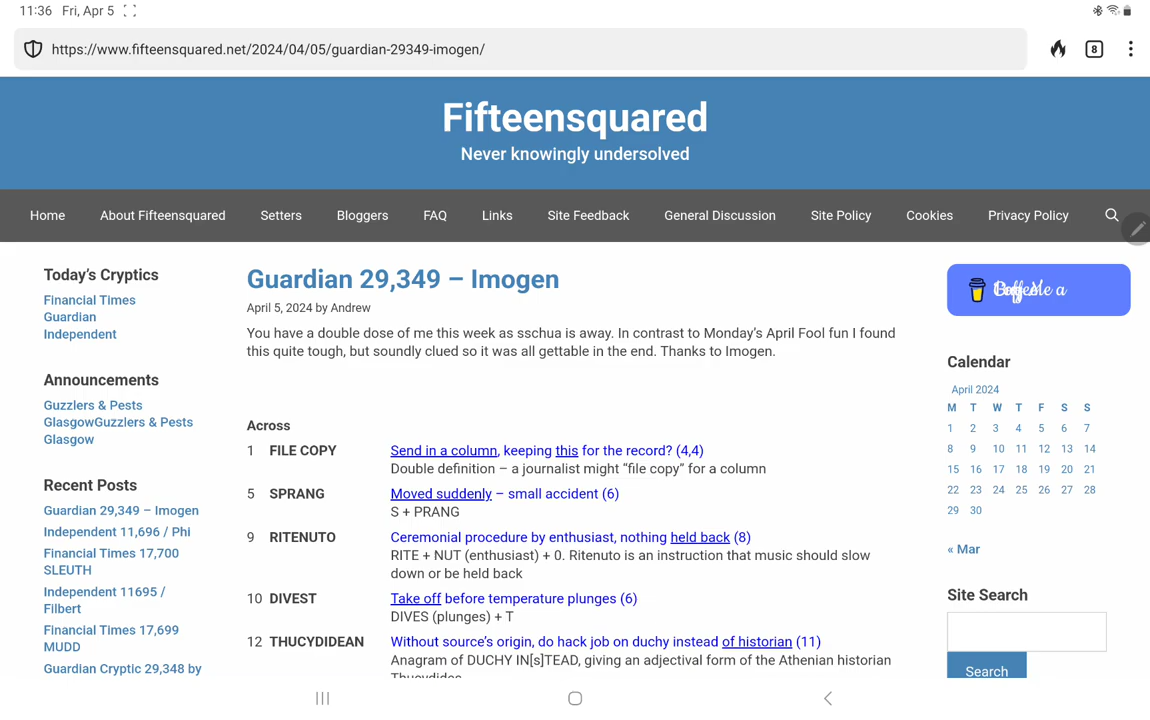 11:36 Fri, Apr 5
https://www.fifteensquared.net/2024/04/05/guardian-29349-imogen/
8
Fifteensquared
Never knowingly undersolved
Home About Fifteensquared Setters Bloggers FAQ Links Site Feedback General Discussion Site Policy Cookies Privacy Policy
Today's Cryptics
Financial Times
Guardian
Independent
Announcements
Guzzlers & Pests
GlasgowGuzzlers & Pests
Glasgow
Recent Posts
Guardian 29,349 – Imogen
Independent 11,696 / Phi
Financial Times 17,700
SLEUTH
Independent 11695 /
Filbert
Financial Times 17,699
MUDD
Guardian Cryptic 29,348 by
Guardian 29,349 – Imogen
April 5, 2024 by Andrew
You have a double dose of me this week as sschua is away. In contrast to Monday's April Fool fun I found
this quite tough, but soundly clued so it was all gettable in the end. Thanks to Imogen.
Across
1 FILE COPY Send in a column, keeping this for the record? (4,4)
Double definition – a journalist might "file copy" for a column
5 SPRANG Moved suddenly – small accident (6)
S + PRANG
9 RITENUTO Ceremonial procedure by enthusiast, nothing held back (8)
RITE + NUT (enthusiast) + 0. Ritenuto is an instruction that music should slow
down or be held back
10 DIVEST Take off before temperature plunges (6)
DIVES (plunges) + T
12 THUCYDIDEAN Without source's origin, do hack job on duchy instead of historian (11)
Anagram of DUCHY IN[s]TEAD, giving an adjectival form of the Athenian historian
Thucydides
Calendar
April 2024
M T W T F S S
1 2 3 4 5 6 7
8 9 10 11 12 13 14
15 16 17 18 19 20 21
22 23 24 25 26 27 28
29 30
« Mar
Site Search
Search